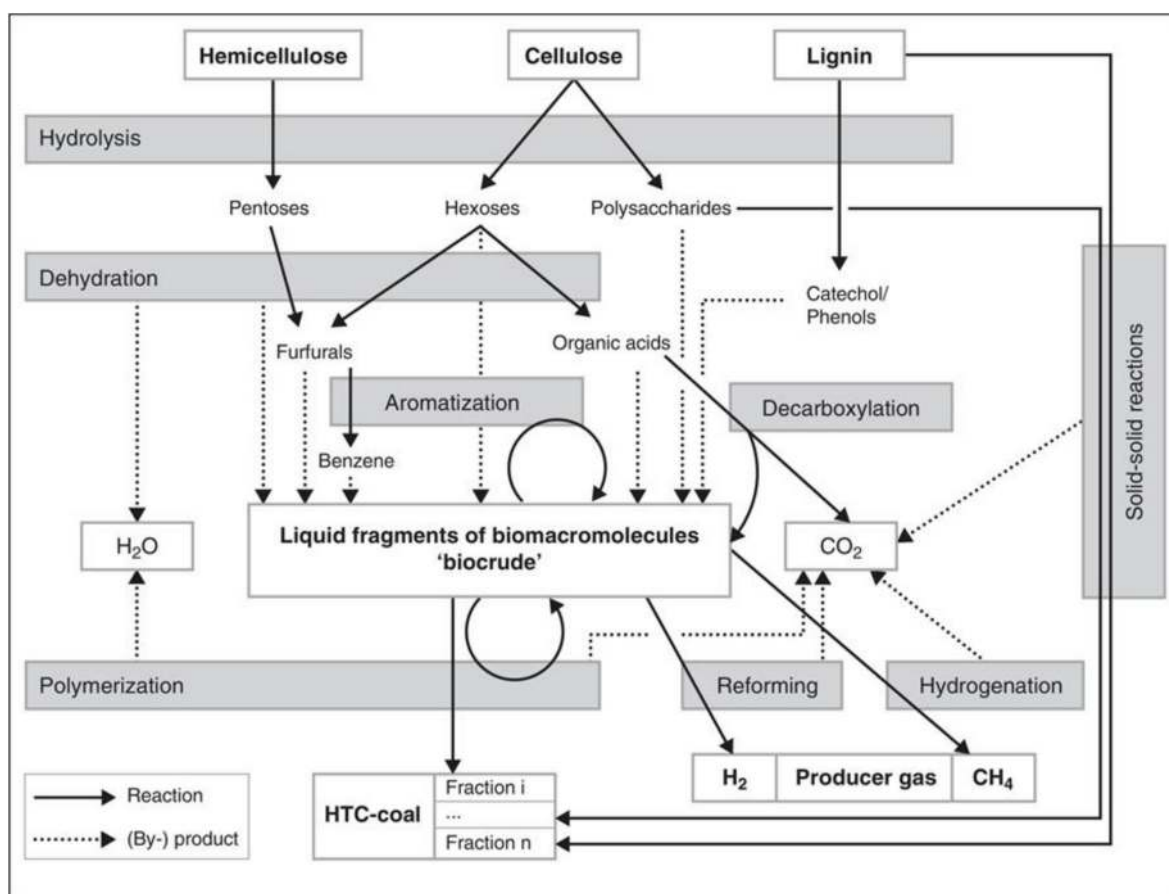 Hemicellulose
Cellulose
Lignin
Hydrolysis
Pentoses
Hexoses
Polysaccharides
Dehydration
Catechol/
Phenols
Furfurals
Organic acids
Aromatization
Decarboxylation
Solid-solid reactions
Benzene
H₂O
Liquid fragments of biomacromolecules
‘biocrude’
CO₂
Polymerization
Reforming
Hydrogenation
H₂
Producer gas
CH₄
Reaction
(By-) product
HTC-coal
Fraction i
...
Fraction n